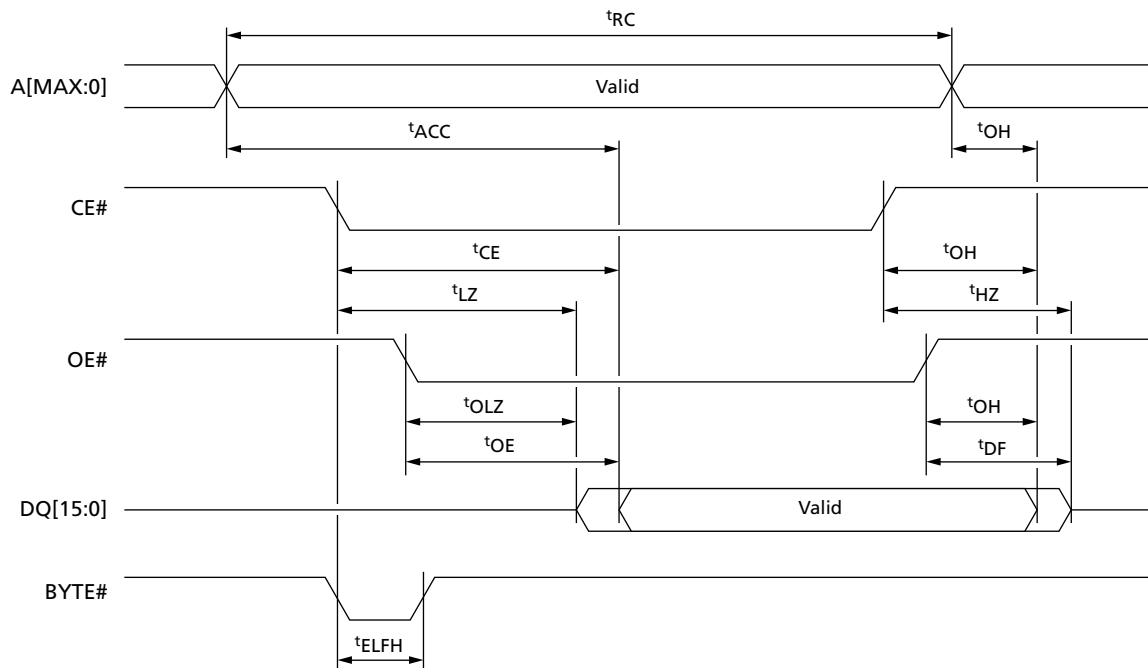 tRC
A[MAX:0]
Valid
tACC
tOH
CE#
tCE
tOH
tLZ
tHZ
OE#
tOLZ
tOH
tOE
tDF
DQ[15:0]
Valid
BYTE#
tELFH